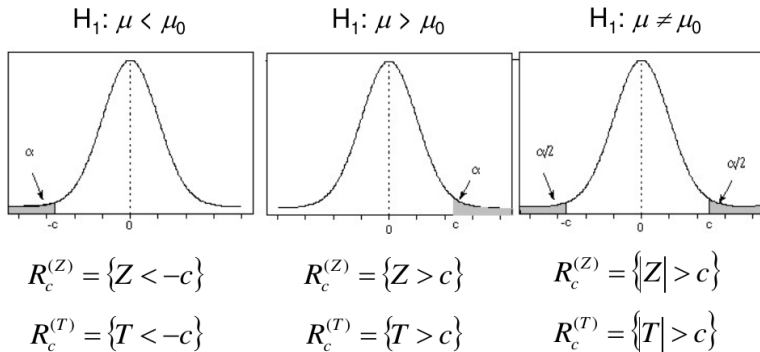 H₁: μ < μ₀
H₁: μ > μ₀
H₁: μ ≠ μ₀
α
-c
0
α
0
c
α/2
α/2
-c
0
c
R_c^(Z) = {Z < −c}
R_c^(Z) = {Z > c}
R_c^(Z) = {|Z| > c}
R_c^(T) = {T < −c}
R_c^(T) = {T > c}
R_c^(T) = {|T| > c}